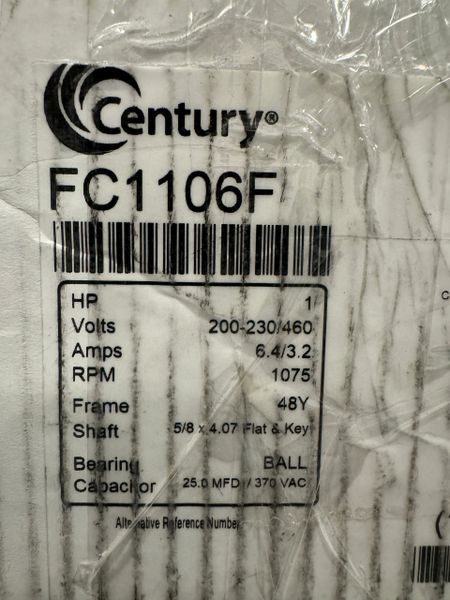 Century®
FC1106F
HP 1
Volts 200-230/460
Amps 6.4/3.2
RPM 1075
Frame 48Y
Shaft 5/8 x 4.07 Flat & Key
Bearing BALL
Capacitor 25.0 MFD / 370 VAC
Alternative Reference Number
C
(